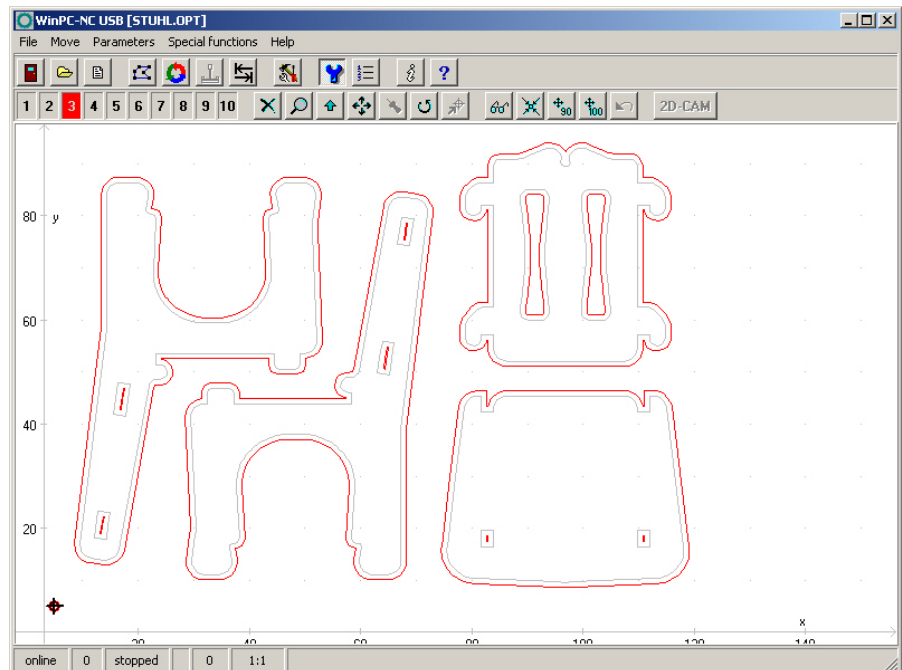 WinPC-NC USB [STUHL.OPT]
File Move Parameters Special functions Help
?
1 2 3 4 5 6 7 8 9 10 90 100 2D-CAM
80 y
60
40
20
x
20 40 60 80 100 120 140
online 0 stopped 0 1:1